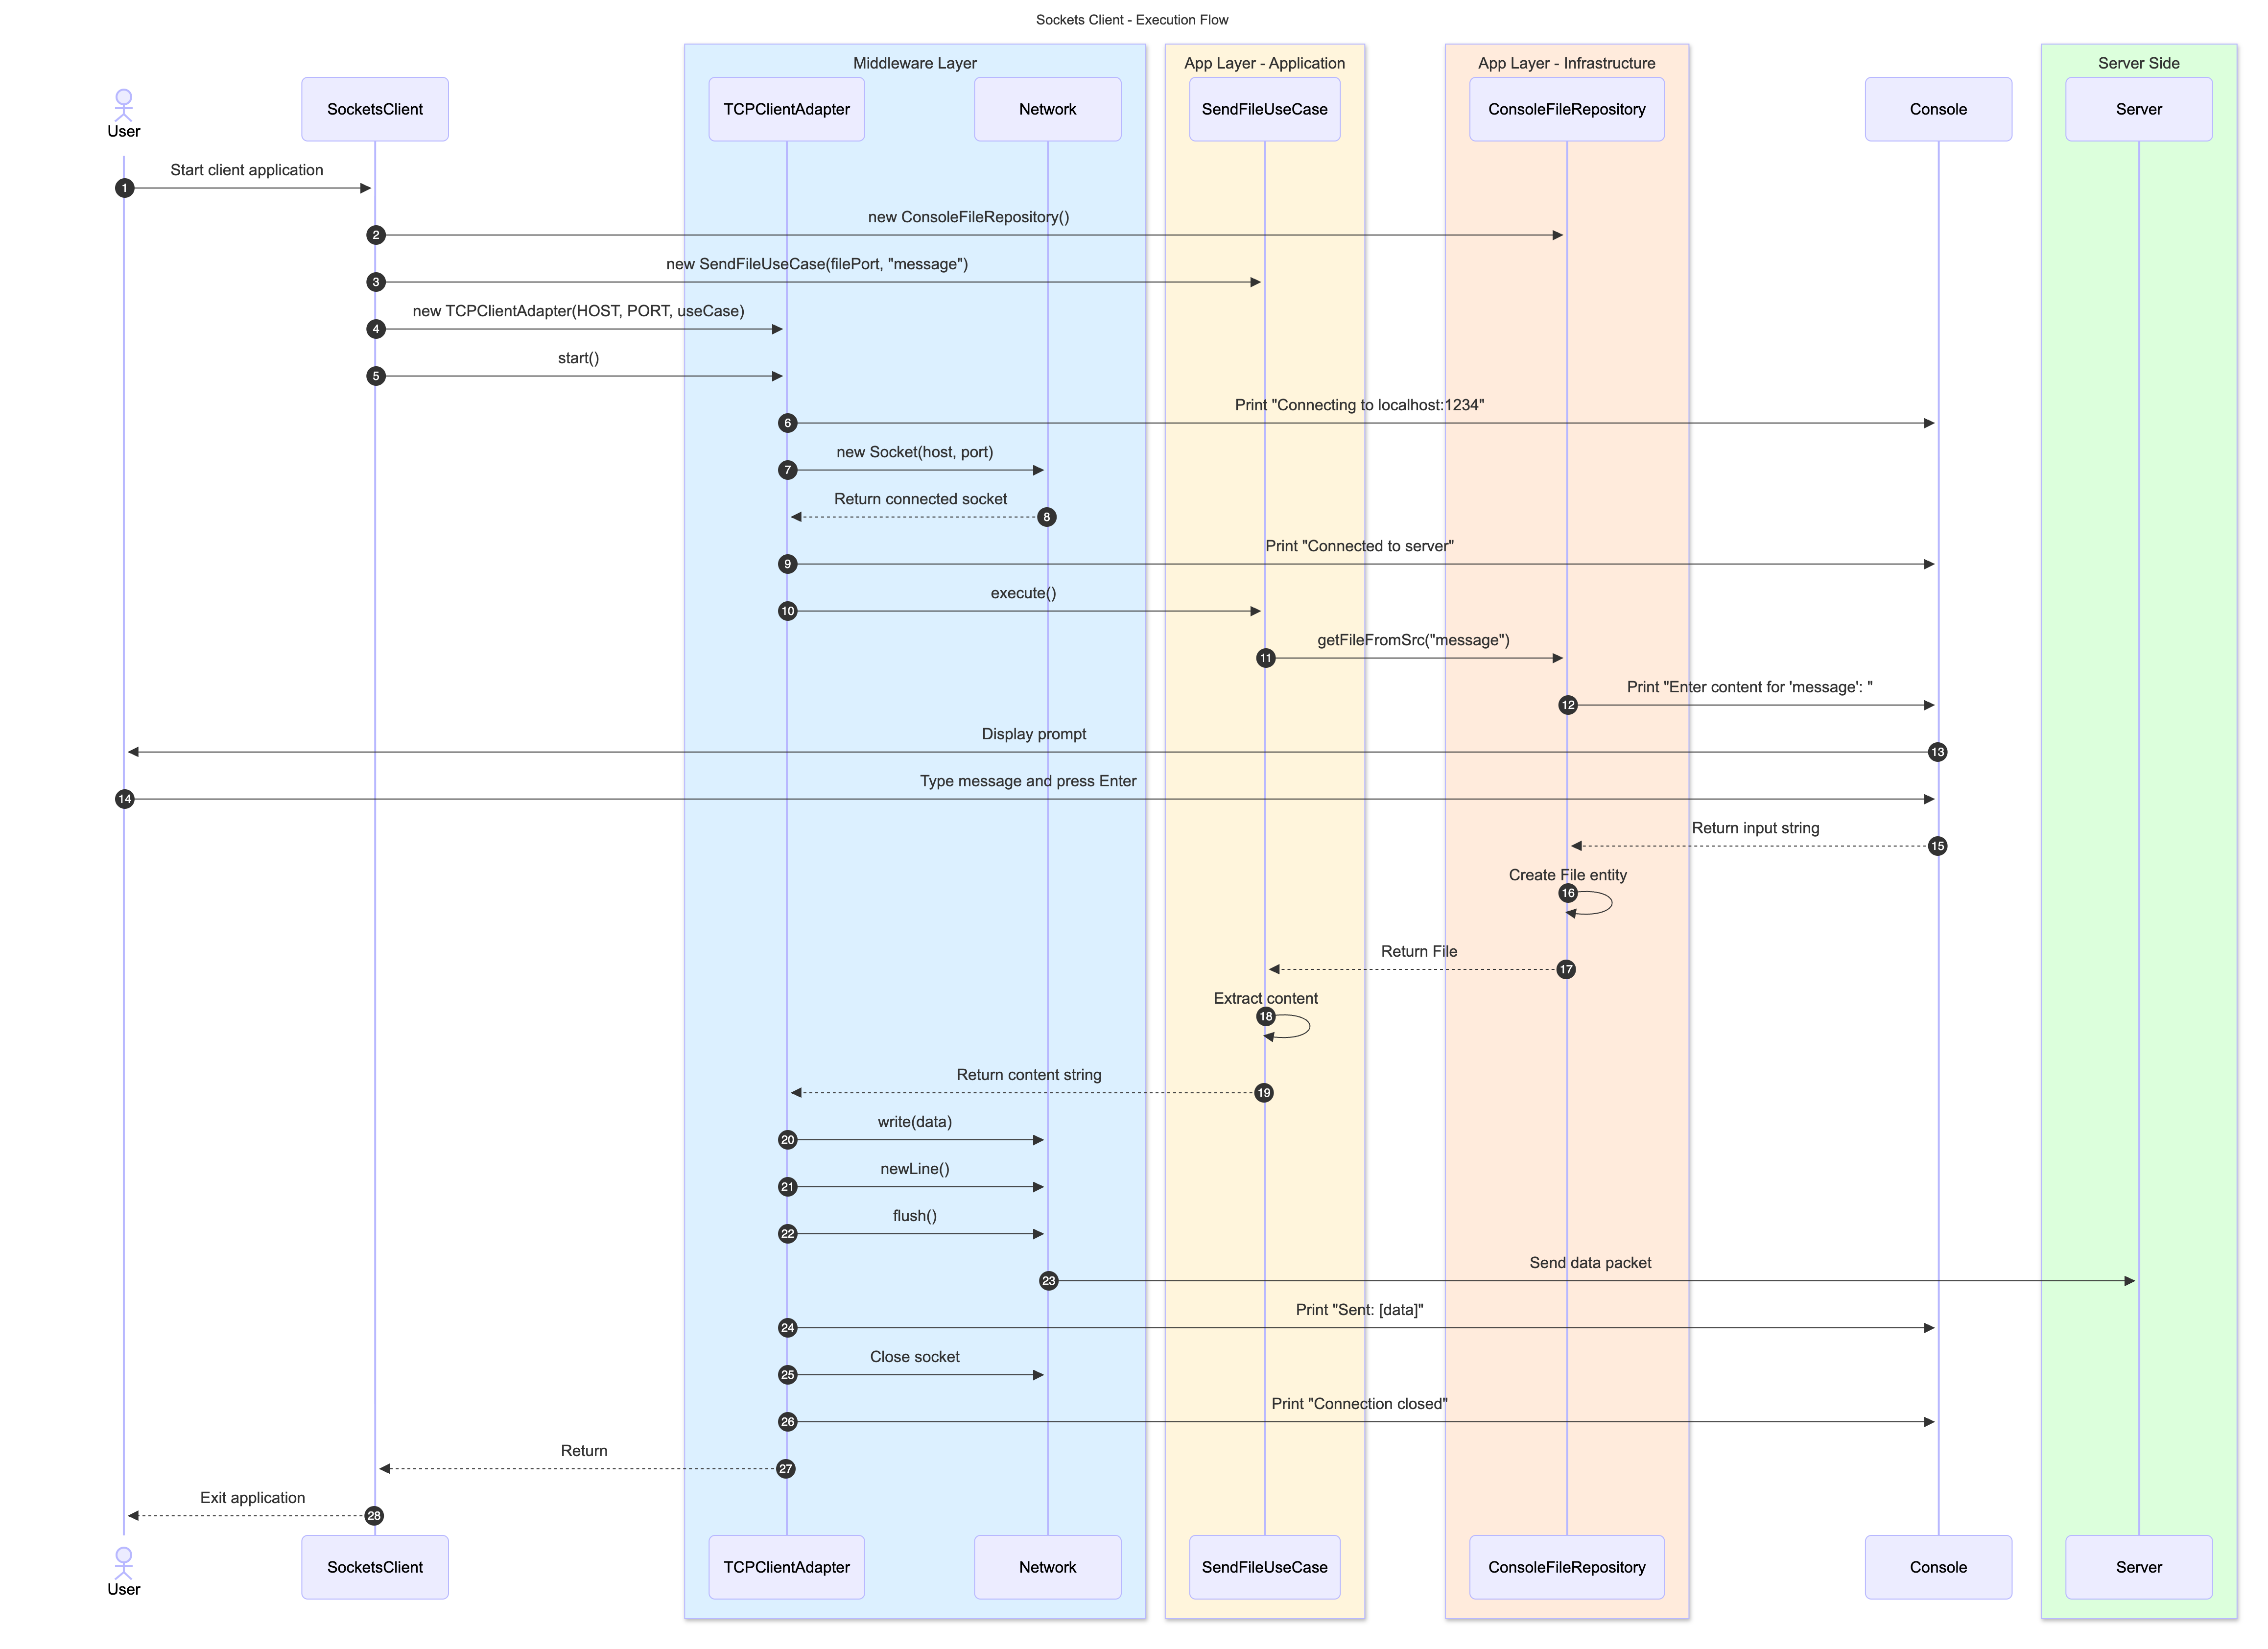 Sockets Client - Execution Flow
Middleware Layer
App Layer - Application
App Layer - Infrastructure
Server Side
User
SocketsClient
TCPClientAdapter
Network
SendFileUseCase
ConsoleFileRepository
Console
Server
Start client application
1
new ConsoleFileRepository()
2
new SendFileUseCase(filePort, "message")
3
new TCPClientAdapter(HOST, PORT, useCase)
4
start()
5
Print "Connecting to localhost:1234"
6
new Socket(host, port)
7
Return connected socket
8
Print "Connected to server"
9
execute()
10
getFileFromSrc("message")
11
Print "Enter content for 'message': "
12
Display prompt
13
Type message and press Enter
14
Return input string
15
Create File entity
16
Return File
17
Extract content
18
Return content string
19
write(data)
20
newLine()
21
flush()
22
Send data packet
23
Print "Sent: [data]"
24
Close socket
25
Print "Connection closed"
26
Return
27
Exit application
28
User
SocketsClient
TCPClientAdapter
Network
SendFileUseCase
ConsoleFileRepository
Console
Server